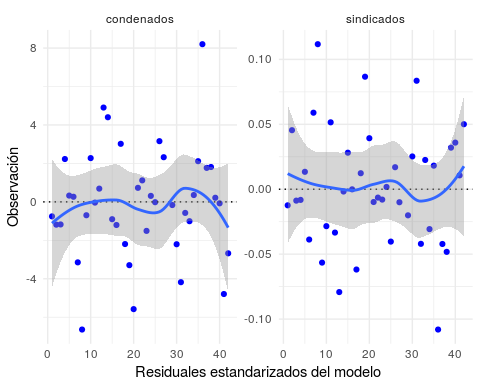 condenados
sindicados
8
4
0
-4
0.10
0.05
0.00
-0.05
-0.10
0 10 20 30 40
0 10 20 30 40
Observación
Residuales estandarizados del modelo